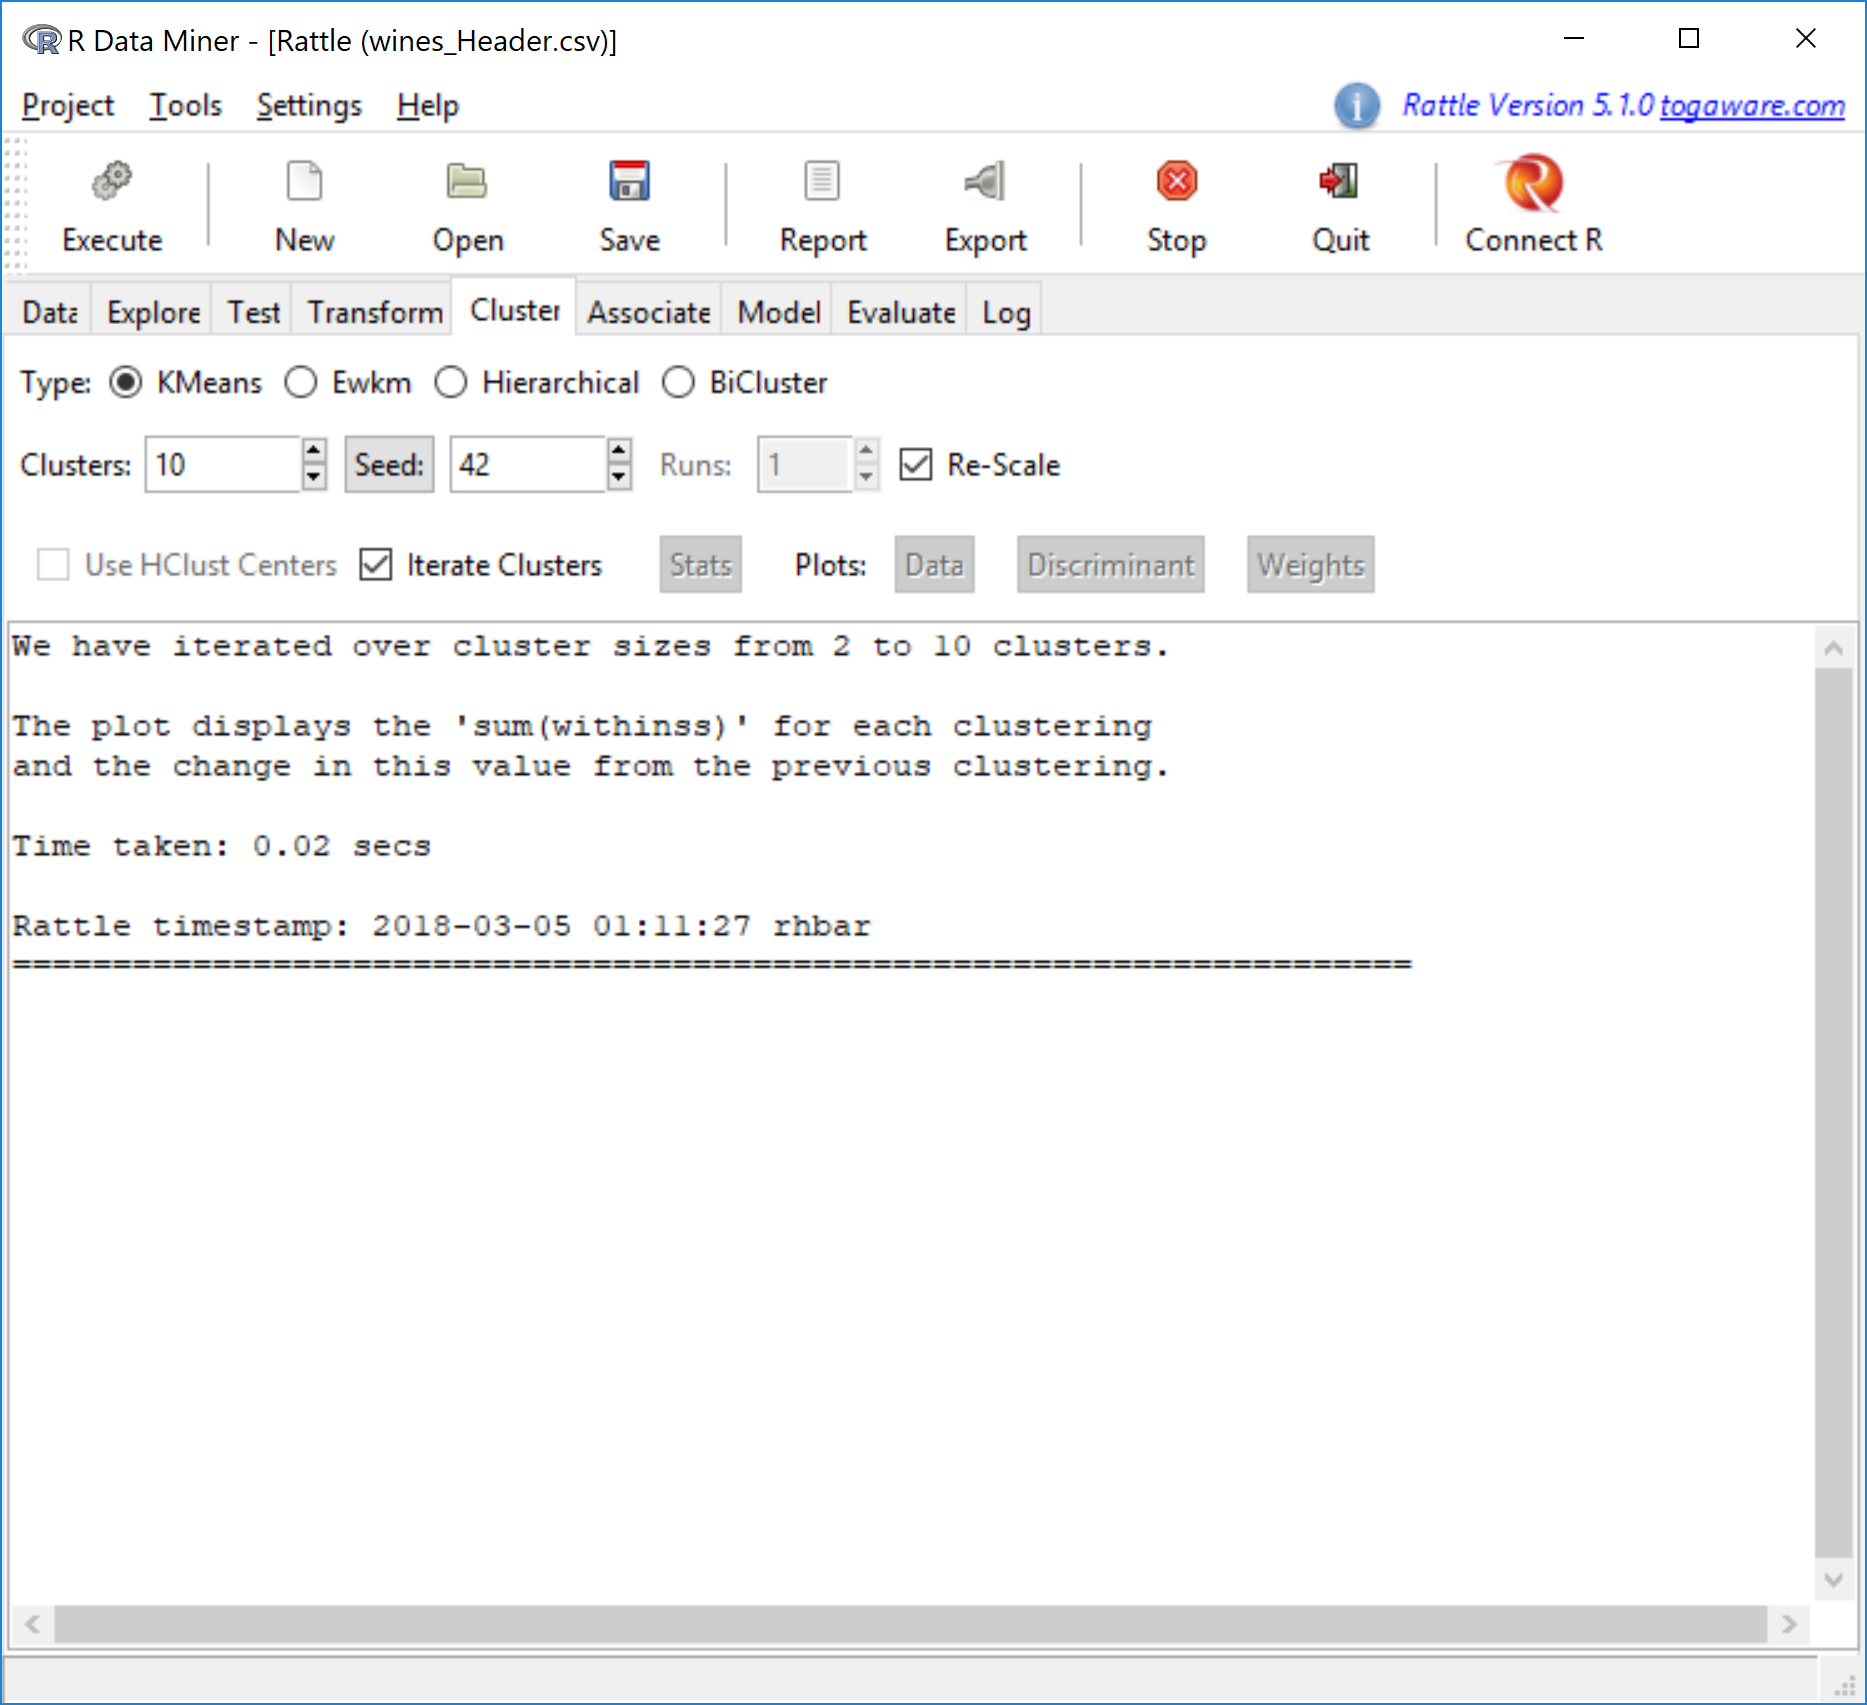 R Data Miner - [Rattle (wines_Header.csv)]
Project Tools Settings Help Rattle Version 5.1.0 togaware.com
Execute New Open Save Report Export Stop Quit Connect R
Data Explore Test Transform Cluster Associate Model Evaluate Log
Type: KMeans Ewkm Hierarchical BiCluster
Clusters: 10 Seed: 42 Runs: 1 Re-Scale
Use HClust Centers Iterate Clusters Stats Plots: Data Discriminant Weights
We have iterated over cluster sizes from 2 to 10 clusters.
The plot displays the 'sum(withinss)' for each clustering
and the change in this value from the previous clustering.
Time taken: 0.02 secs
Rattle timestamp: 2018-03-05 01:11:27 rhbar
======================================================================